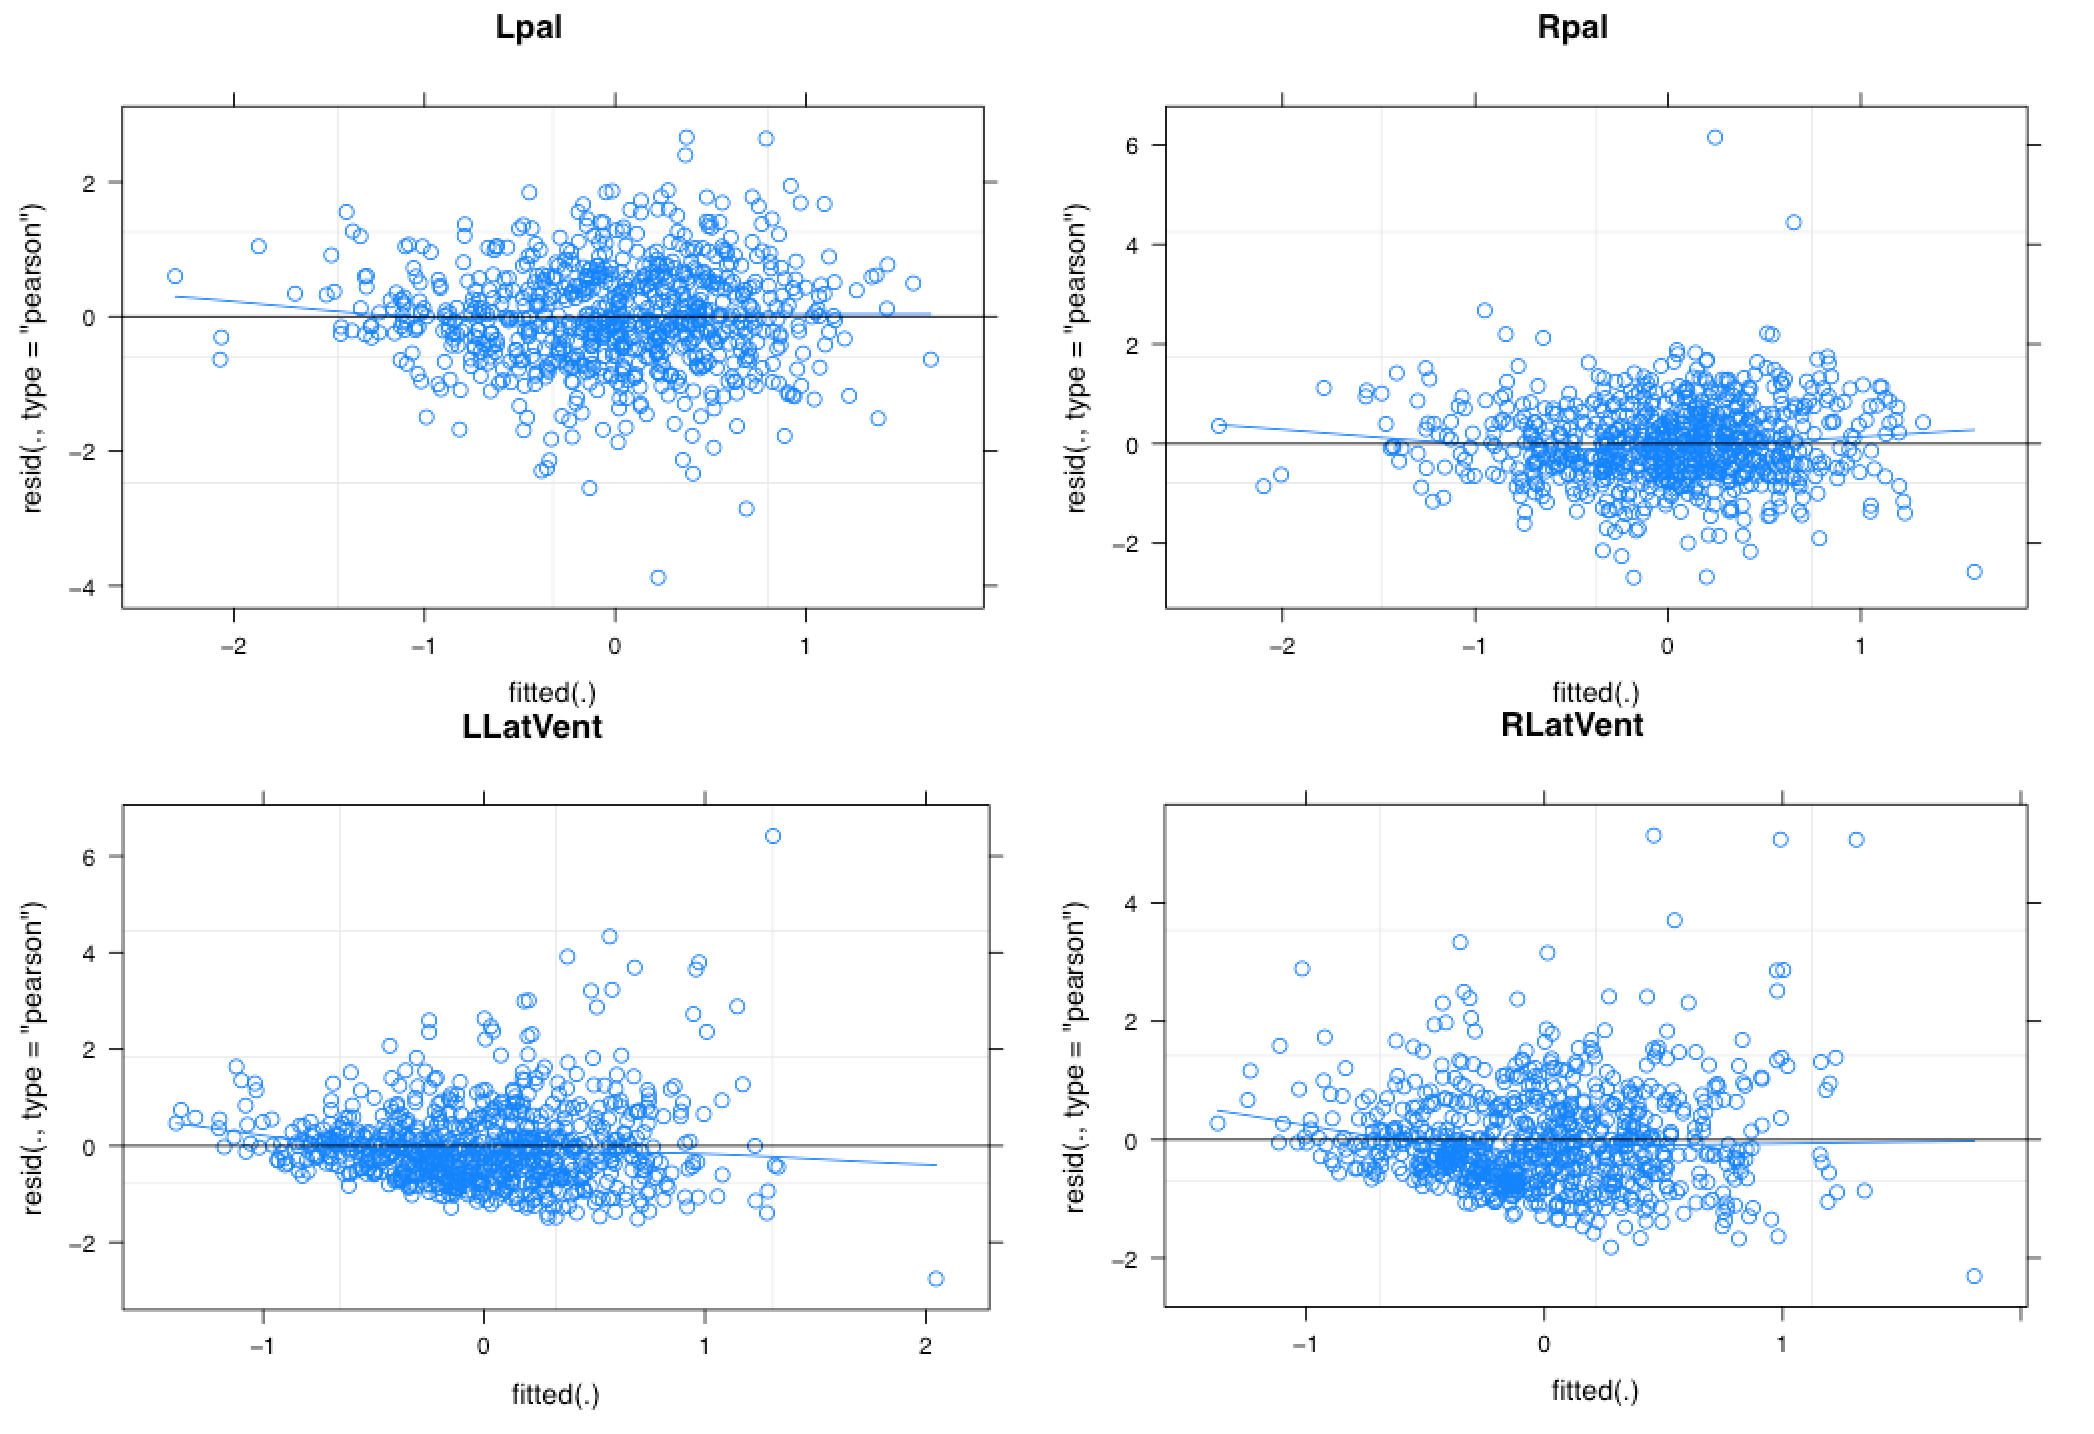 Lpal
resid(., type = "pearson")
2
0
−2
−4
−2
−1
0
1
fitted(.)
Rpal
resid(., type = "pearson")
6
4
2
0
−2
−2
−1
0
1
fitted(.)
LLatVent
resid(., type = "pearson")
6
4
2
0
−2
−1
0
1
2
fitted(.)
RLatVent
resid(., type = "pearson")
4
2
0
−2
−1
0
1
fitted(.)